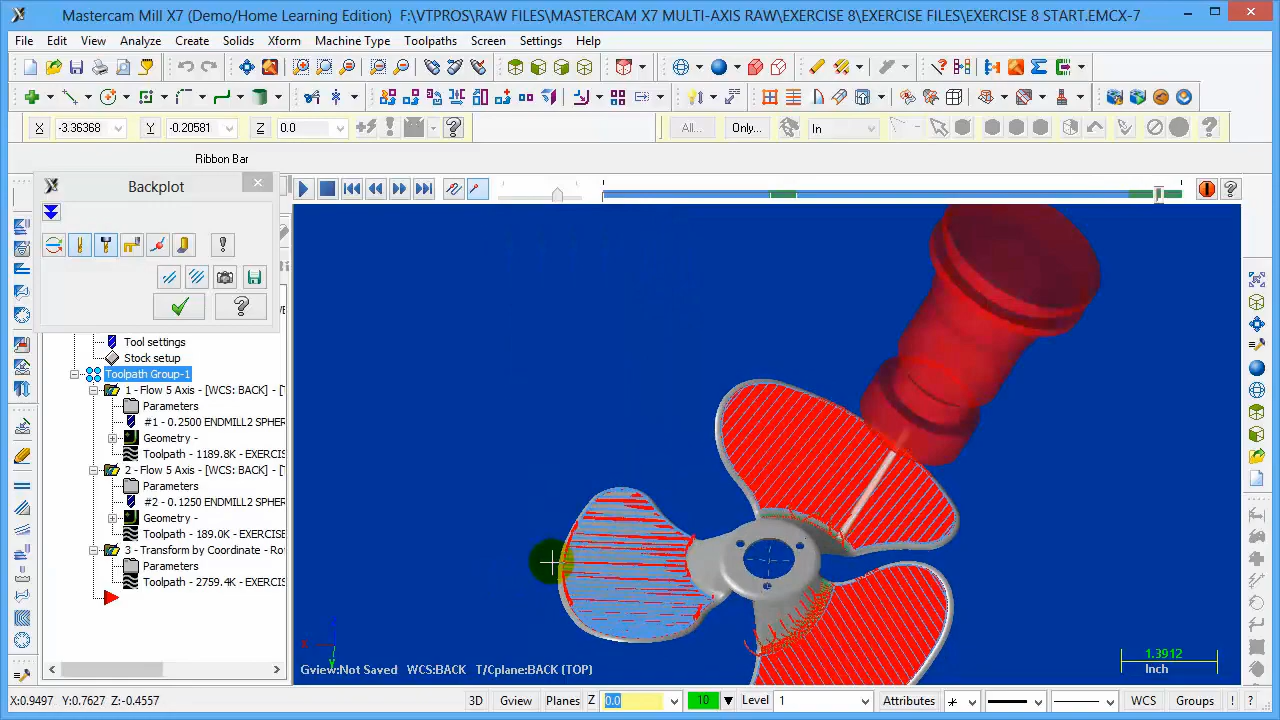 Mastercam Mill X7 (Demo/Home Learning Edition) F:\VTPROS\RAW FILES\MASTERCAM X7 MULTI-AXIS RAW\EXERCISE 8\EXERCISE FILES\EXERCISE 8 START.EMCX-7
File Edit View Analyze Create Solids Xform Machine Type Toolpaths Screen Settings Help
X -3.36368 Y -0.20581 Z 0.0 All... Only... In
Ribbon Bar
Backplot
Tool settings
Stock setup
Toolpath Group-1
1 - Flow 5 Axis - [WCS: BACK] - [
Parameters
#1 - 0.2500 ENDMILL2 SPHER
Geometry -
Toolpath - 1189.8K - EXERCIS
2 - Flow 5 Axis - [WCS: BACK] - [
Parameters
#2 - 0.1250 ENDMILL2 SPHER
Geometry -
Toolpath - 189.0K - EXERCIS
3 - Transform by Coordinate - Ro
Parameters
Toolpath - 2759.4K - EXERCIS
Gview:Not Saved WCS:BACK T/Cplane:BACK (TOP)
1.3912
Inch
X:0.9497 Y:0.7627 Z:-0.4557 3D Gview Planes Z 0.0 10 Level 1 Attributes WCS Groups ! ?